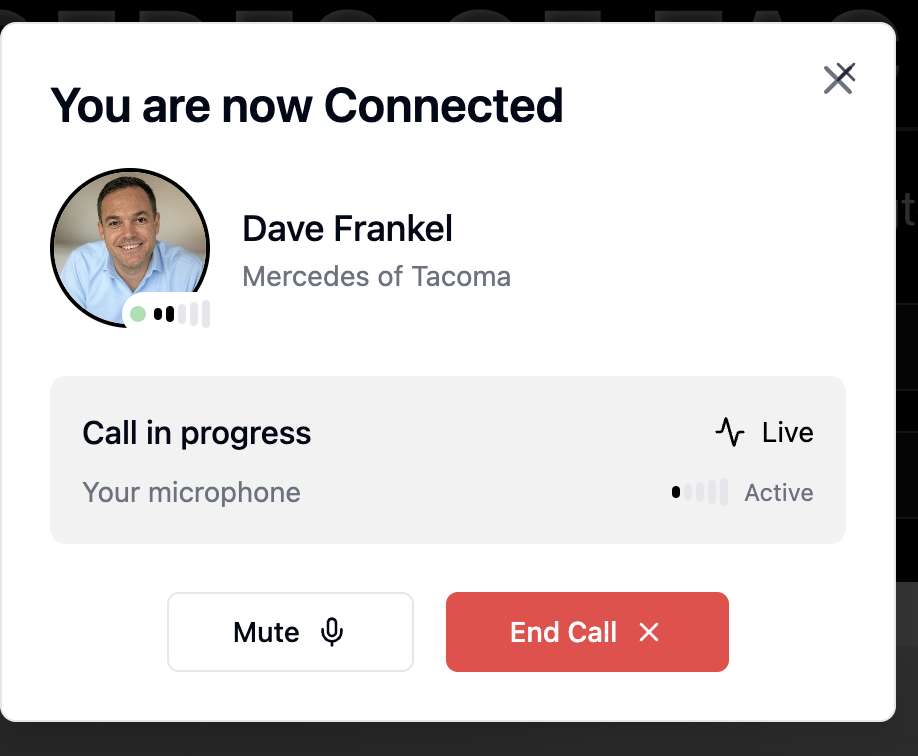 You are now Connected
Dave Frankel
Mercedes of Tacoma
Call in progress
Live
Your microphone
Active
Mute
End Call